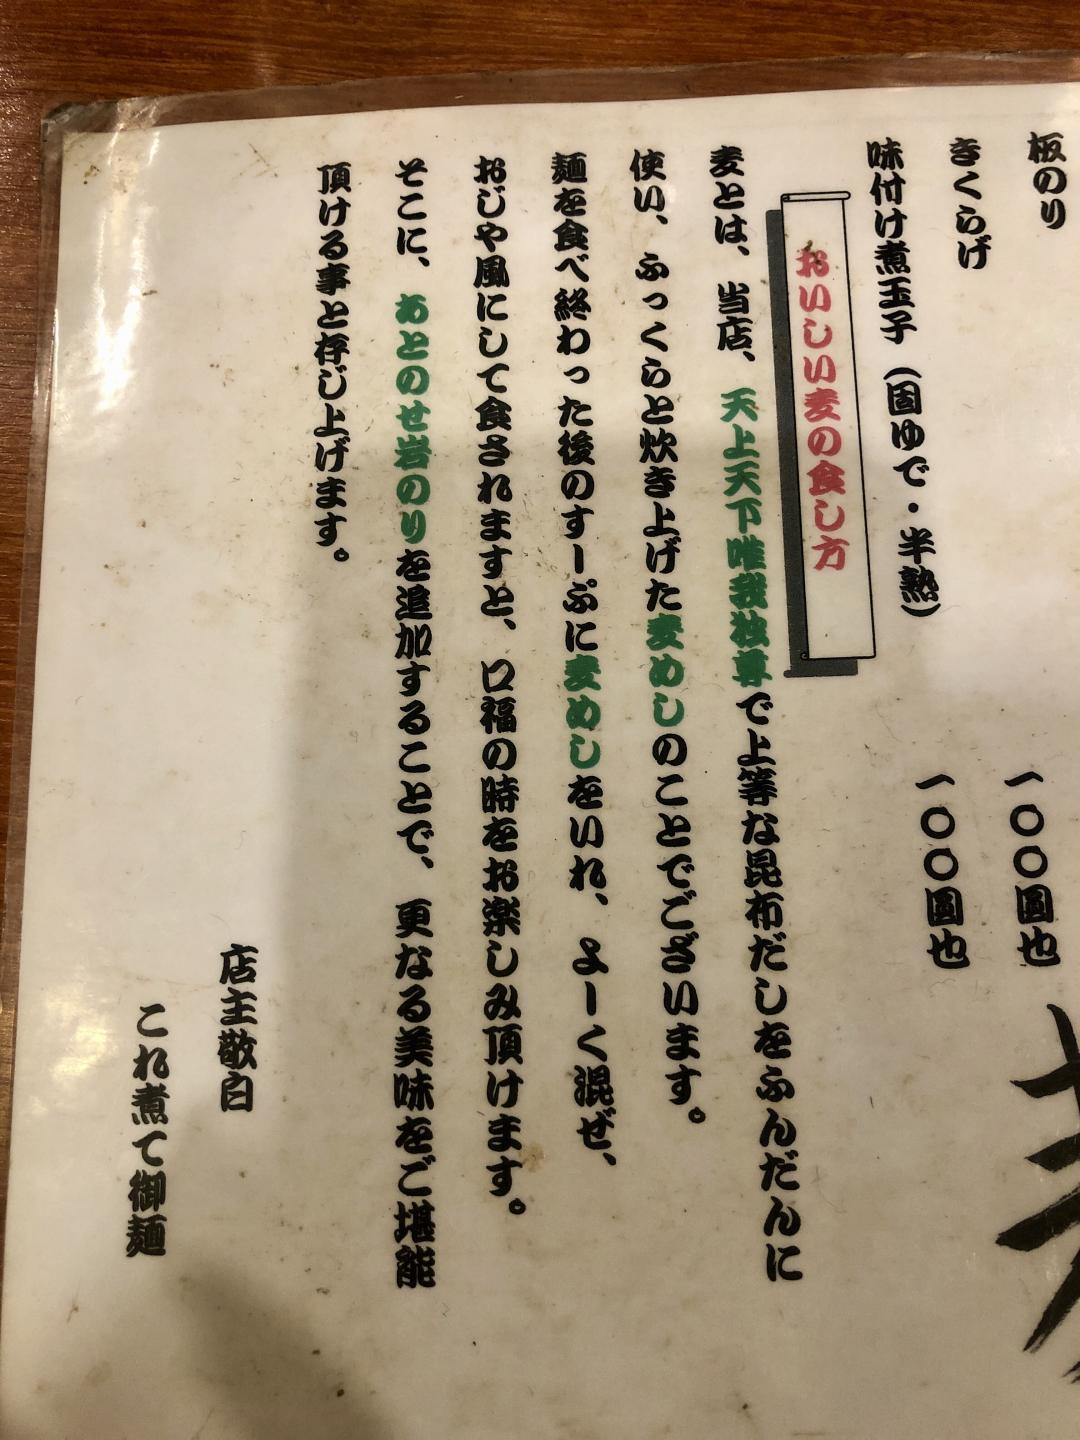 板のり
きくらげ
一〇〇圓也
味付け煮玉子（固ゆで・半熟）
一〇〇圓也
おいしい麦の食し方
麦とは、当店、天上天下唯我独尊で上等な昆布だしをふんだんに
使い、ふっくらと炊き上げた麦めしのことでございます。
麺を食べ終わった後のすーぷに麦めしをいれ、よーく混ぜ、
おじや風にして食されますと、口福の時をお楽しみ頂けます。
そこに、あとのせ岩のりを追加することで、更なる美味をご堪能
頂ける事と存じ上げます。
店主敬白
これ煮て御麺